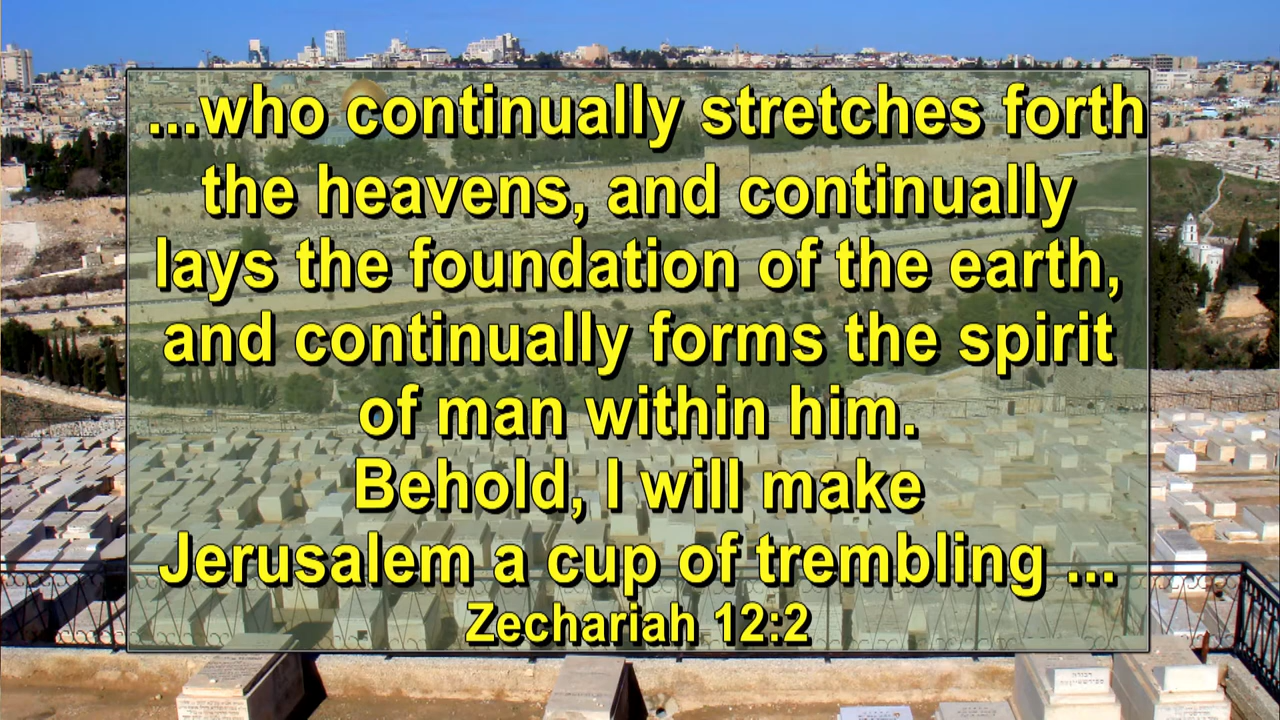 ...who continually stretches forth
the heavens, and continually
lays the foundation of the earth,
and continually forms the spirit
of man within him.
Behold, I will make
Jerusalem a cup of trembling ...
Zechariah 12:2